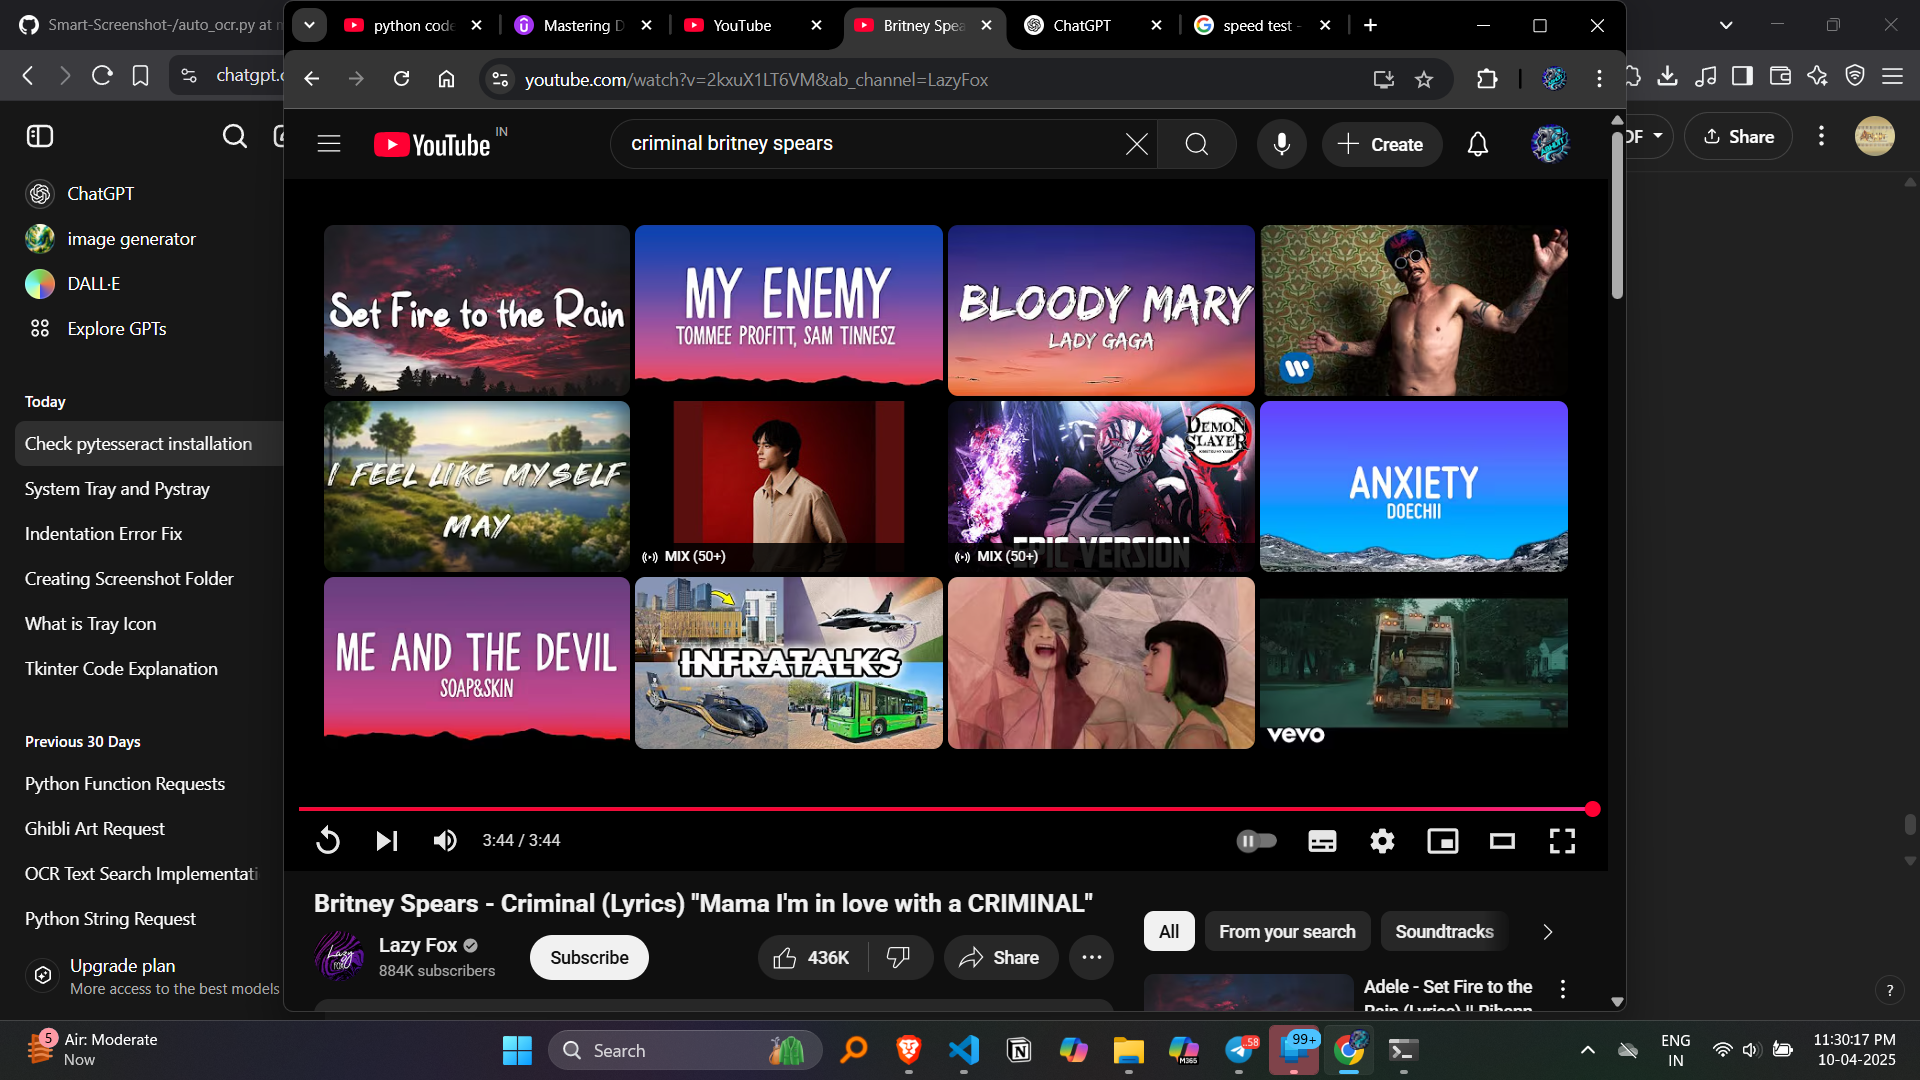 Smart-Screenshot-/auto_ocr.py at m
python code
Mastering D
YouTube
Britney Spea
ChatGPT
speed test -
chatgpt.c
youtube.com/watch?v=2kxuX1LT6VM&ab_channel=LazyFox
YouTube IN
criminal britney spears
Create
DF
Share
ChatGPT
image generator
DALL·E
Explore GPTs
Today
Check pytesseract installation
System Tray and Pystray
Indentation Error Fix
Creating Screenshot Folder
What is Tray Icon
Tkinter Code Explanation
Previous 30 Days
Python Function Requests
Ghibli Art Request
OCR Text Search Implementati
Python String Request
Upgrade plan
More access to the best models
Set Fire to the Rain
MY ENEMY
TOMMEE PROFITT, SAM TINNESZ
BLOODY MARY
LADY GAGA
I FEEL LIKE MYSELF
MAY
MIX (50+)
DEMON
SLAYER
EPIC VERSION
MIX (50+)
ANXIETY
DOECHII
ME AND THE DEVIL
SOAP&SKIN
INFRATALKS
vevo
3:44 / 3:44
Britney Spears - Criminal (Lyrics) "Mama I'm in love with a CRIMINAL"
Lazy Fox
884K subscribers
Subscribe
436K
Share
All
From your search
Soundtracks
Adele - Set Fire to the
Rain (Lyrics) || Rihann
?
5
Air: Moderate
Now
Search
M365
.58
99+
ENG
IN
11:30:17 PM
10-04-2025